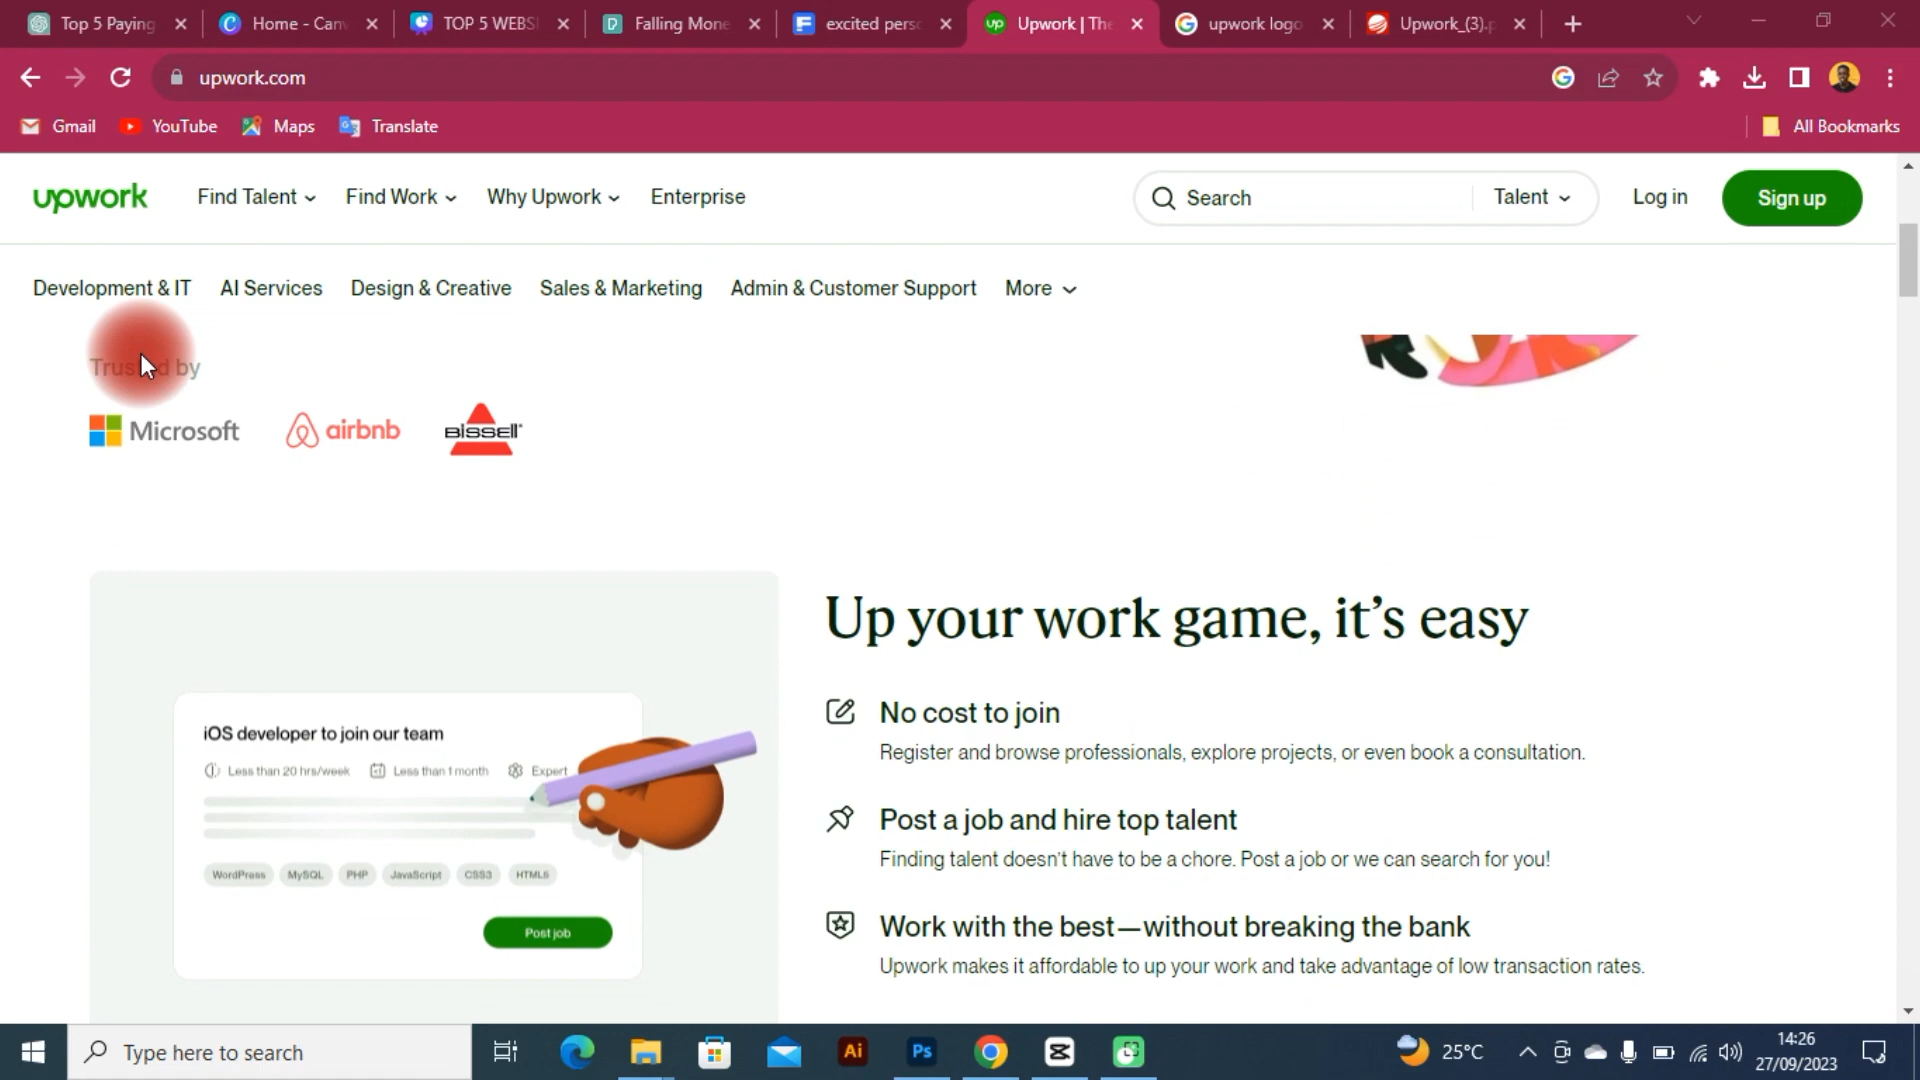 Top 5 Paying
Home - Can
TOP 5 WEBS
Falling Mone
excited pers
Upwork | Th
upwork logo
Upwork_(3).p
upwork.com
Gmail
YouTube
Maps
Translate
All Bookmarks
upwork
Find Talent
Find Work
Why Upwork
Enterprise
Search
Talent
Log in
Sign up
Development & IT
AI Services
Design & Creative
Sales & Marketing
Admin & Customer Support
More
Trusted by
Microsoft
airbnb
BISSELL
Up your work game, it's easy
No cost to join
Register and browse professionals, explore projects, or even book a consultation.
Post a job and hire top talent
Finding talent doesn't have to be a chore. Post a job or we can search for you!
Work with the best—without breaking the bank
Upwork makes it affordable to up your work and take advantage of low transaction rates.
iOS developer to join our team
Less than 20 hrs/week
Less than 1 month
Expert
WordPress
MySQL
PHP
JavaScript
CSS3
HTML5
Post job
Type here to search
Ai
Ps
25°C
14:26
27/09/2023